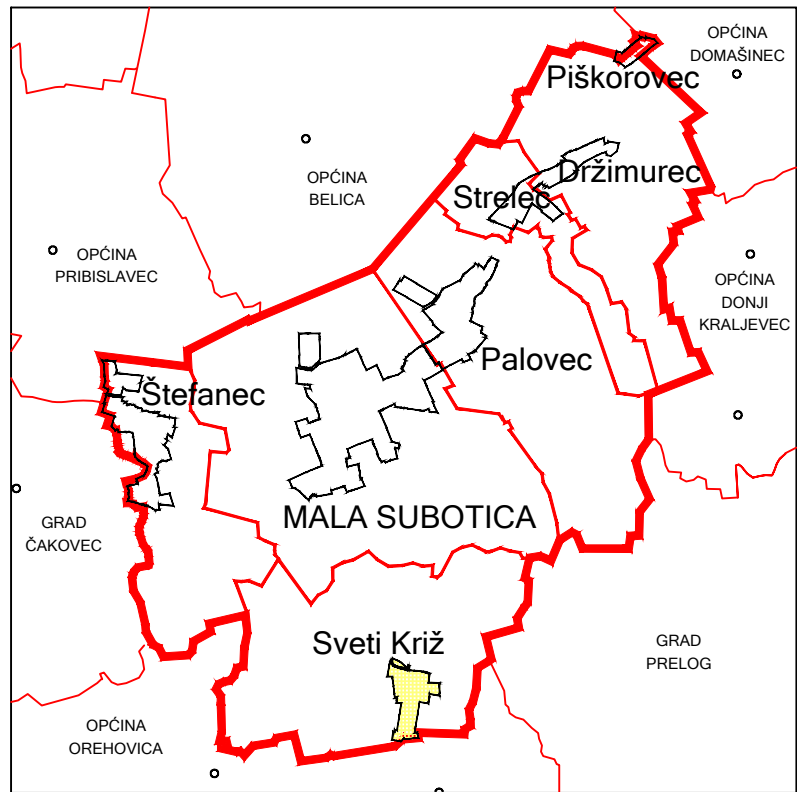 OPĆINA
DOMAŠINEC
Piškorovec
OPĆINA
BELICA
Držimurec
Strelec
OPĆINA
PRIBISLAVEC
OPĆINA
DONJI
KRALJEVEC
Palovec
Štefanec
MALA SUBOTICA
GRAD
ČAKOVEC
Sveti Križ
GRAD
PRELOG
OPĆINA
OREHOVICA